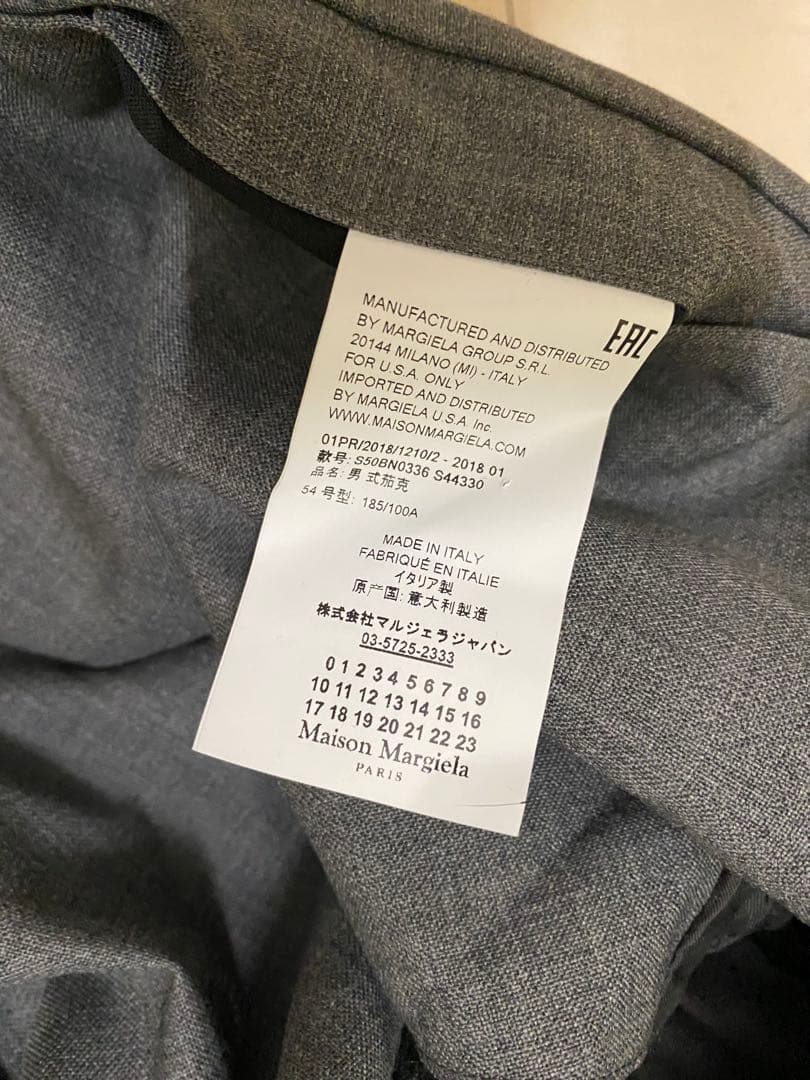 MANUFACTURED AND DISTRIBUTED
BY MARGIELA GROUP S.R.L.
20144 MILANO (MI) - ITALY
FOR U.S.A. ONLY
IMPORTED AND DISTRIBUTED
BY MARGIELA U.S.A. Inc.
WWW.MAISONMARGIELA.COM
EAC
01PR/2018/1210/2 - 2018 01
款号: S50BN0336 S44330
品名: 男 式茄克
54 号型: 185/100A
MADE IN ITALY
FABRIQUÉ EN ITALIE
イタリア製
原产国: 意大利製造
株式会社マルジェラジャパン
03-5725-2333
0 1 2 3 4 5 6 7 8 9
10 11 12 13 14 15 16
17 18 19 20 21 22 23
Maison Margiela
PARIS